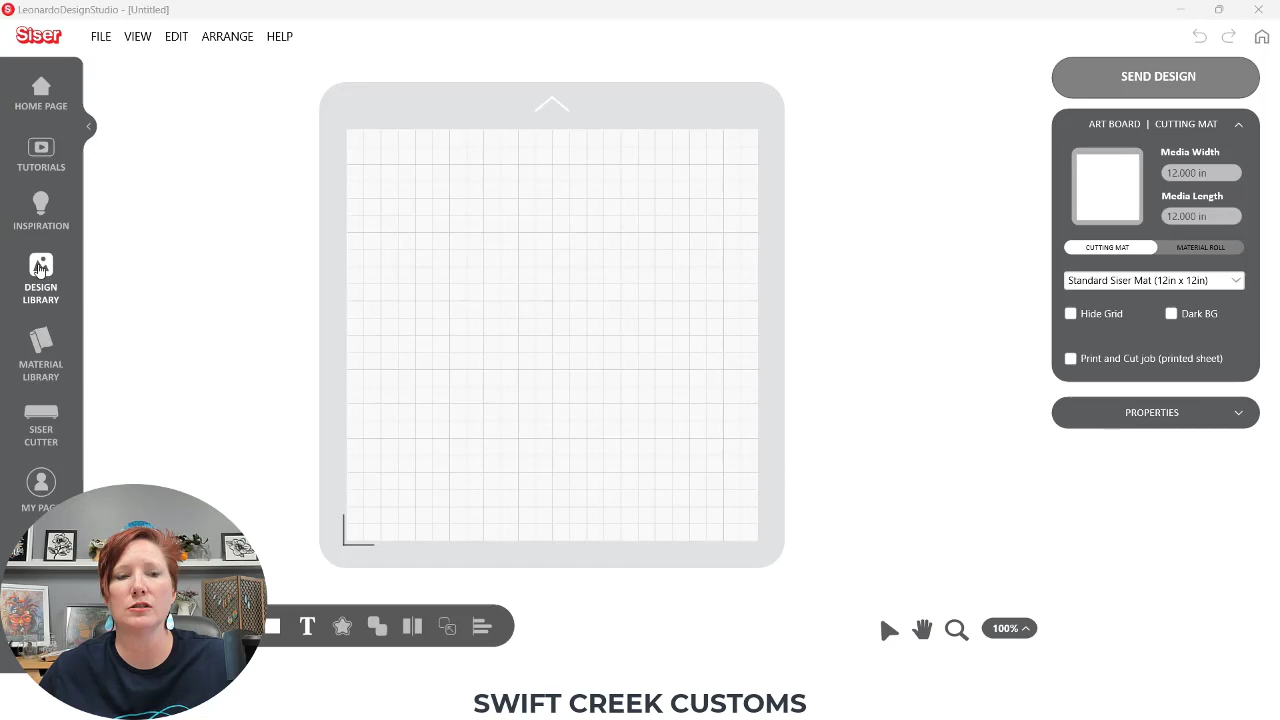 LeonardoDesignStudio - [Untitled]
Siser
FILE VIEW EDIT ARRANGE HELP
HOME PAGE
TUTORIALS
INSPIRATION
DESIGN
LIBRARY
MATERIAL
LIBRARY
SISER
CUTTER
SEND DESIGN
ART BOARD | CUTTING MAT
Media Width
12.000 in
Media Length
12.000 in
CUTTING MAT MATERIAL ROLL
Standard Siser Mat (12in x 12in)
Hide Grid Dark BG
Print and Cut job (printed sheet)
PROPERTIES
T
100%
SWIFT CREEK CUSTOMS